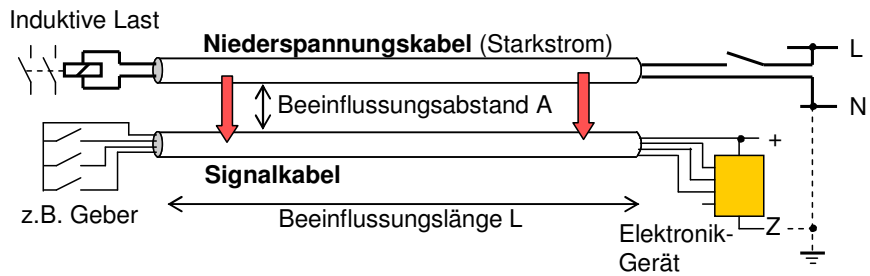 Induktive Last
Niederspannungskabel (Starkstrom)
L
Beeinflussungsabstand A
N
+
Signalkabel
z.B. Geber
Beeinflussungslänge L
Elektronik-
Gerät
Z